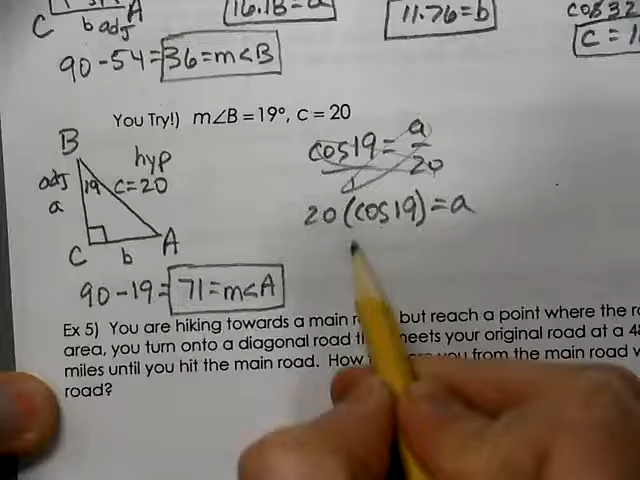 C b adj A
16.18 = a
11.76 = b
cos 32
C = 1
90 - 54 = 36 = m<B
You Try!) m∠B = 19°, c = 20
B
hyp
adj 19 c = 20
a
C b A
cos 19 = a/20
1
20(cos 19) = a
90 - 19 = 71 = m<A
Ex 5) You are hiking towards a main r but reach a point where the r
area, you turn onto a diagonal road th meets your original road at a 4
miles until you hit the main road. How you from the main road
road?